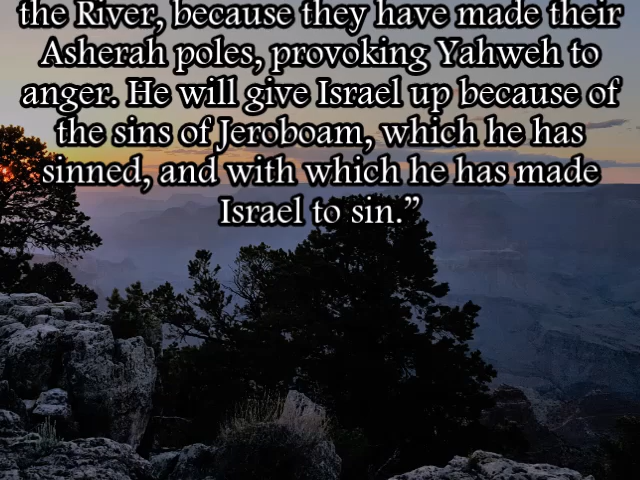 the River, because they have made their
Asherah poles, provoking Yahweh to
anger. He will give Israel up because of
the sins of Jeroboam, which he has
sinned, and with which he has made
Israel to sin.”